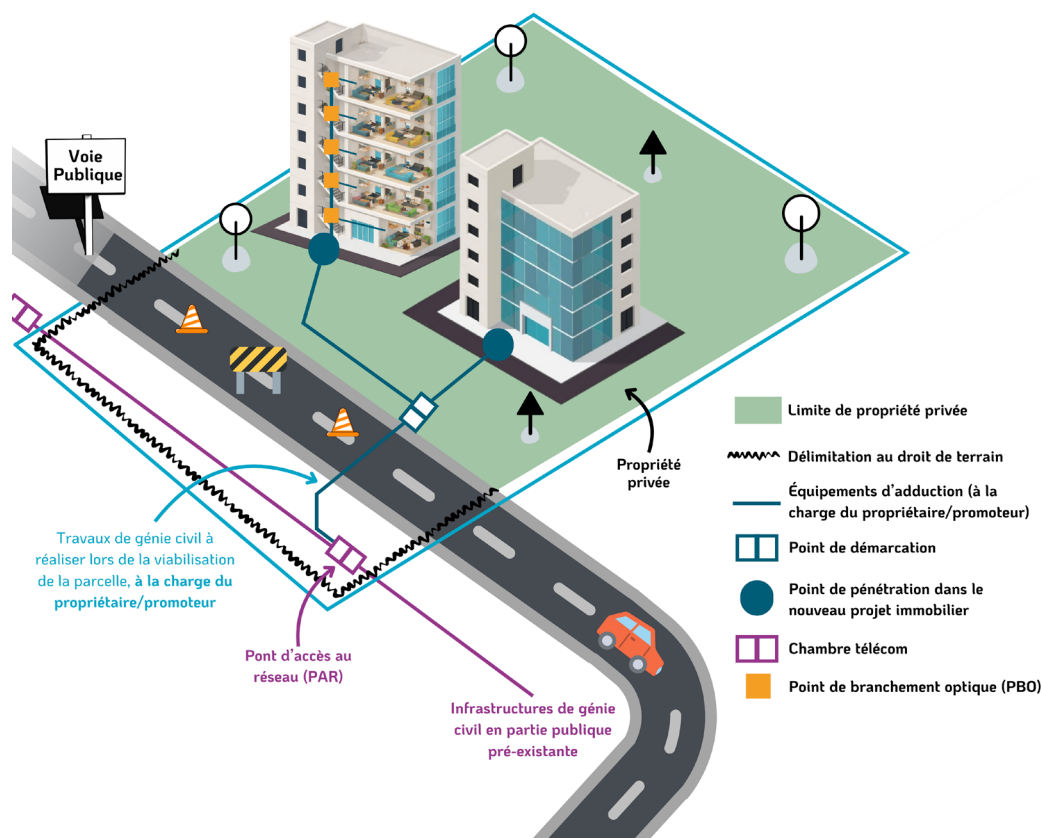 Voie
Publique
Propriété
privée
Travaux de génie civil à
réaliser lors de la viabilisation
de la parcelle, à la charge du
propriétaire/promoteur
Pont d'accès au
réseau (PAR)
Infrastructures de génie
civil en partie publique
pré-existante
Limite de propriété privée
Délimitation au droit de terrain
Équipements d'adduction (à la
charge du propriétaire/promoteur)
Point de démarcation
Point de pénétration dans le
nouveau projet immobilier
Chambre télécom
Point de branchement optique (PBO)